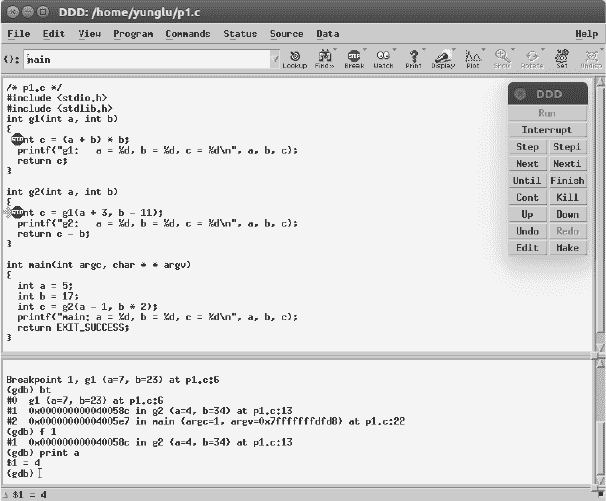 DDD: /home/yunglu/p1.c
File Edit View Program Commands Status Source Data Help
(): main
Lookup Find» Break Watch Print Display Plot Show Rotate Set Undisp
/* p1.c */
#include <stdio.h>
#include <stdlib.h>
int g1(int a, int b)
{
STOP nt c = (a + b) * b;
printf("g1: a = %d, b = %d, c = %d\n", a, b, c);
return c;
}
int g2(int a, int b)
{
STOP nt c = g1(a + 3, b - 11);
printf("g2: a = %d, b = %d, c = %d\n", a, b, c);
return c - b;
}
int main(int argc, char * * argv)
{
int a = 5;
int b = 17;
int c = g2(a - 1, b * 2);
printf("main: a = %d, b = %d, c = %d\n", a, b, c);
return EXIT_SUCCESS;
}
DDD
Run
Interrupt
Step Stepi
Next Nexti
Until Finish
Cont Kill
Up Down
Undo Redo
Edit Make
Breakpoint 1, g1 (a=7, b=23) at p1.c:6
(gdb) bt
#0 g1 (a=7, b=23) at p1.c:6
#1 0x000000000040058c in g2 (a=4, b=34) at p1.c:13
#2 0x00000000004005e7 in main (argc=1, argv=0x7fffffffdfd8) at p1.c:22
(gdb) f 1
#1 0x000000000040058c in g2 (a=4, b=34) at p1.c:13
(gdb) print a
$1 = 4
(gdb)
$1 = 4